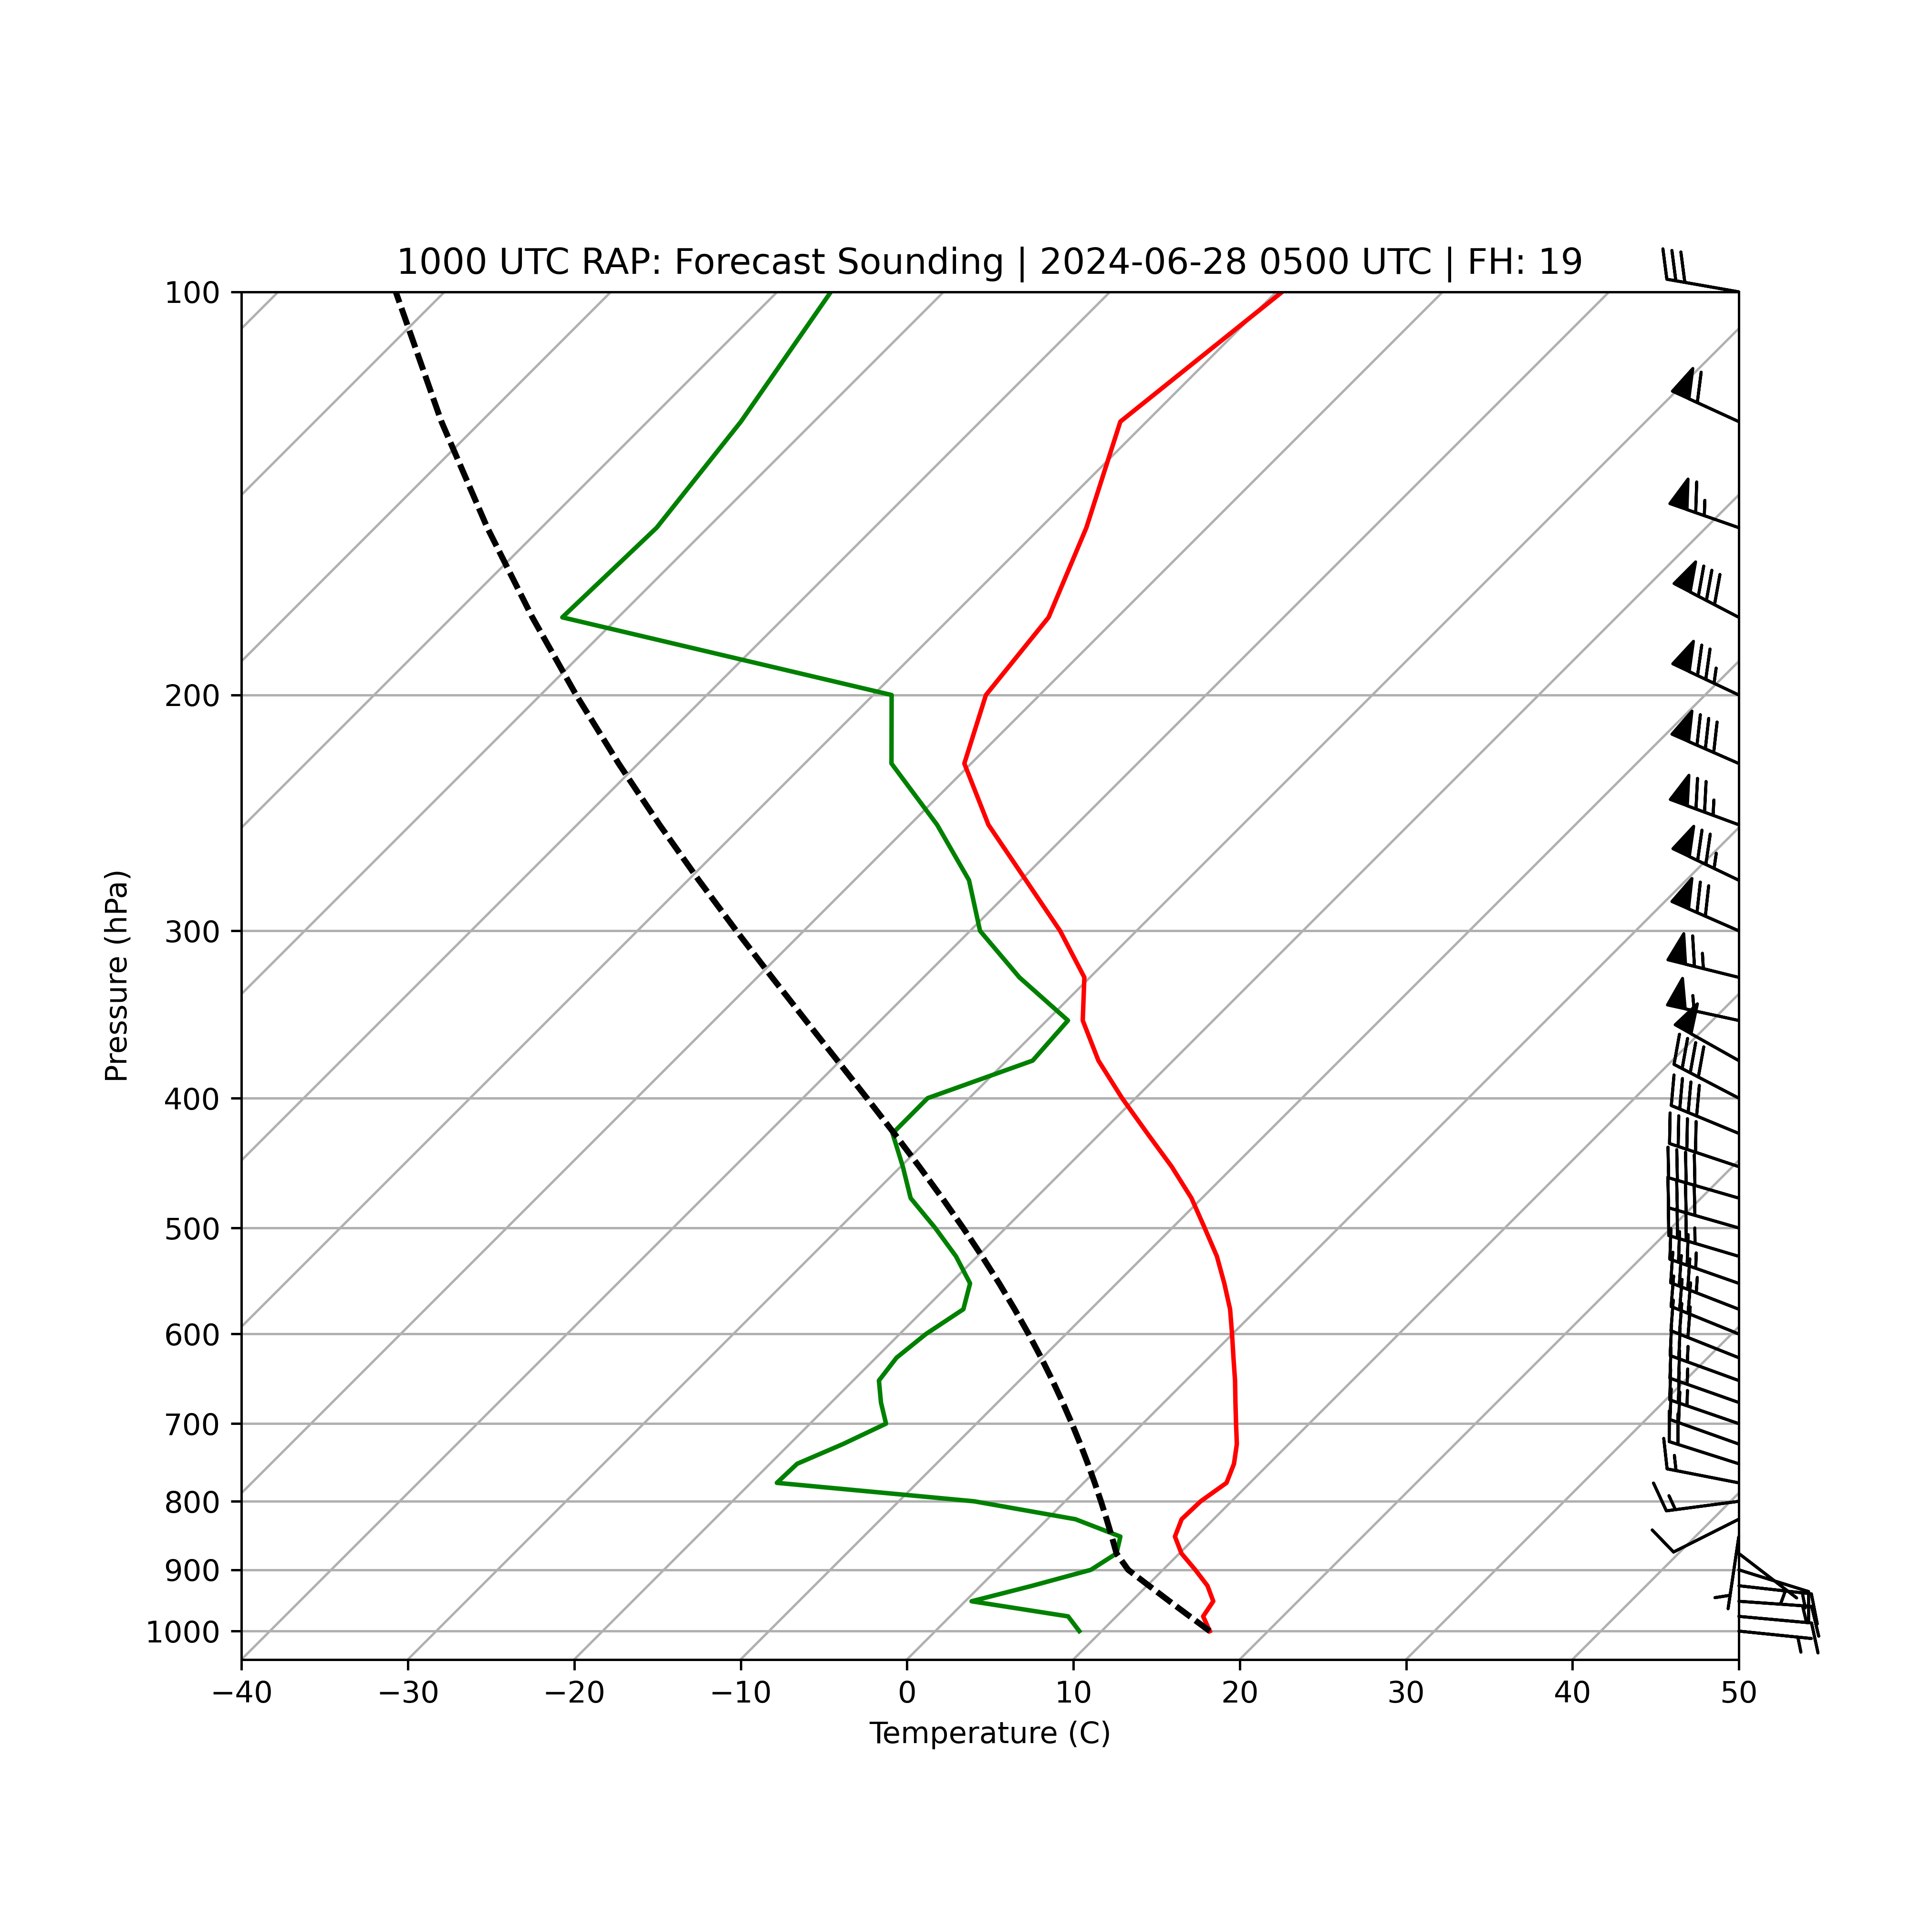 1000 UTC RAP: Forecast Sounding | 2024-06-28 0500 UTC | FH: 19
100
200
300
400
500
600
700
800
900
1000
Pressure (hPa)
−40 −30 −20 −10 0 10 20 30 40 50
Temperature (C)